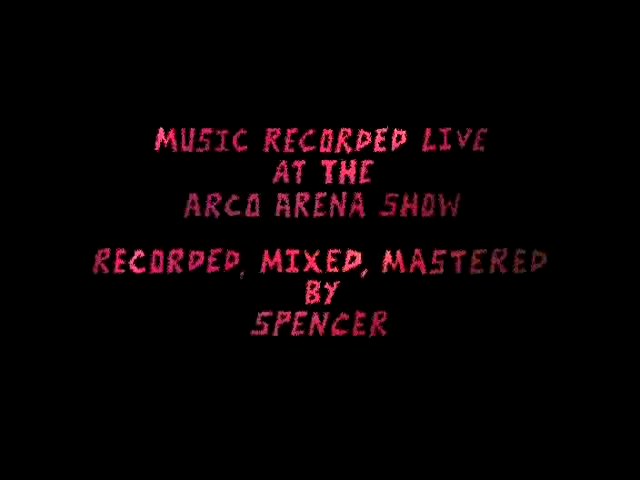 MUSIC RECORDED LIVE
AT THE
ARCO ARENA SHOW
RECORDED, MIXED, MASTERED
BY
SPENCER